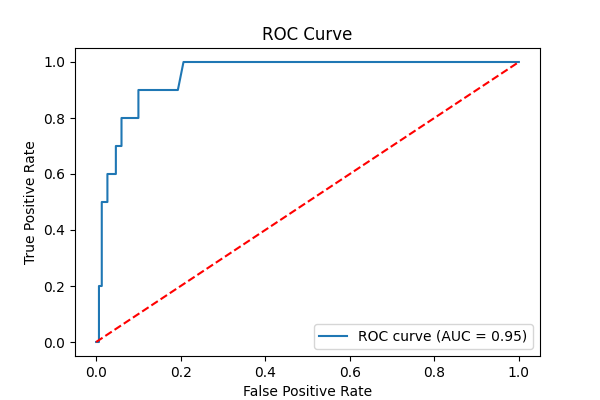 ROC Curve
True Positive Rate
1.0
0.8
0.6
0.4
0.2
0.0
0.0 0.2 0.4 0.6 0.8 1.0
False Positive Rate
ROC curve (AUC = 0.95)